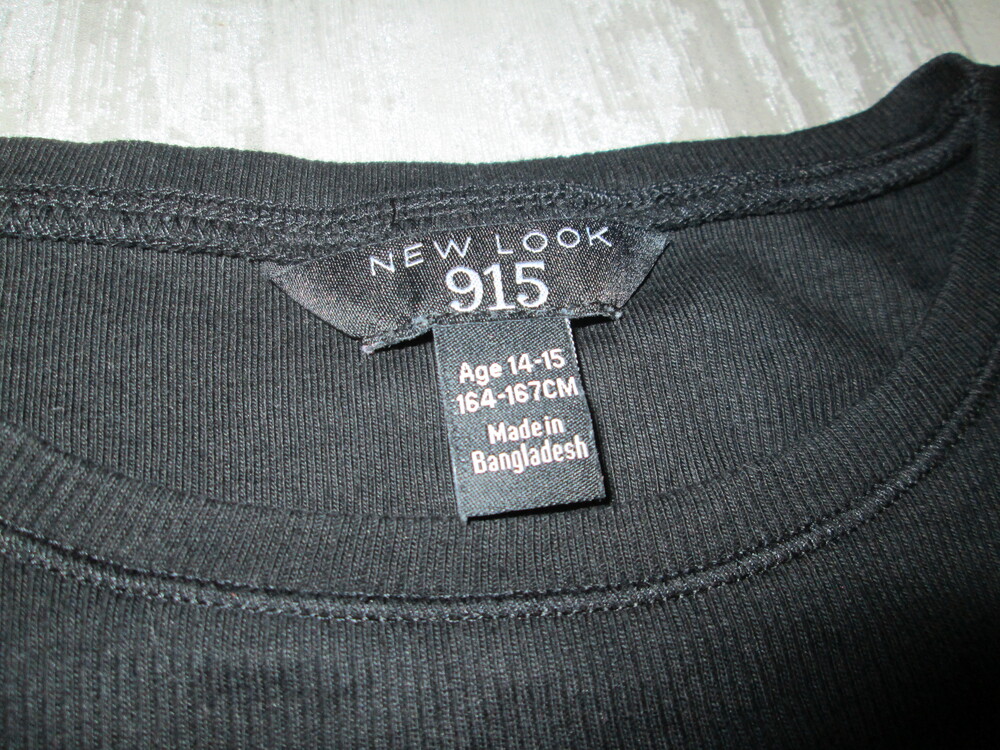 NEW LOOK
915
Age 14-15
164-167CM
Made in
Bangladesh